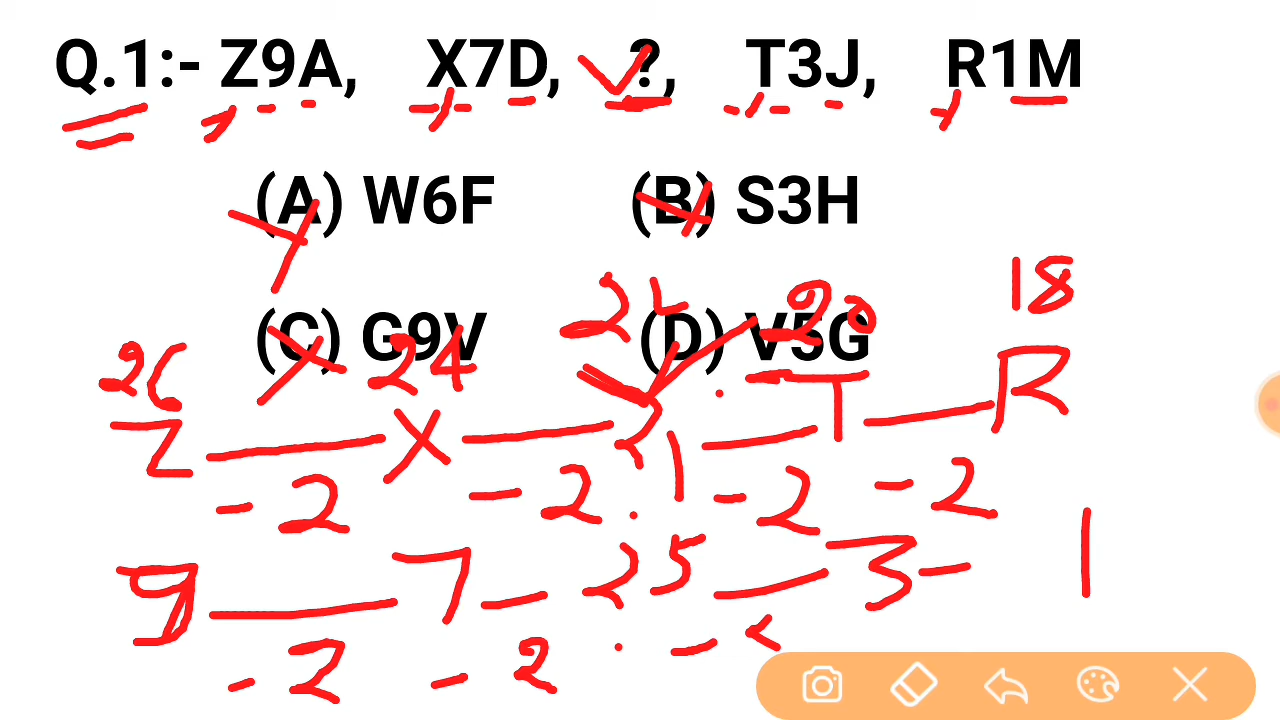 Q.1:- Z9A, X7D, ?, T3J, R1M
(A) W6F (B) S3H
(C) G9V (D) V5G
26 24 22 20 18
Z X ? T R
- 2 - 2 - 2 - 2
9 7 ? 5 3 - 1
- 2 - 2